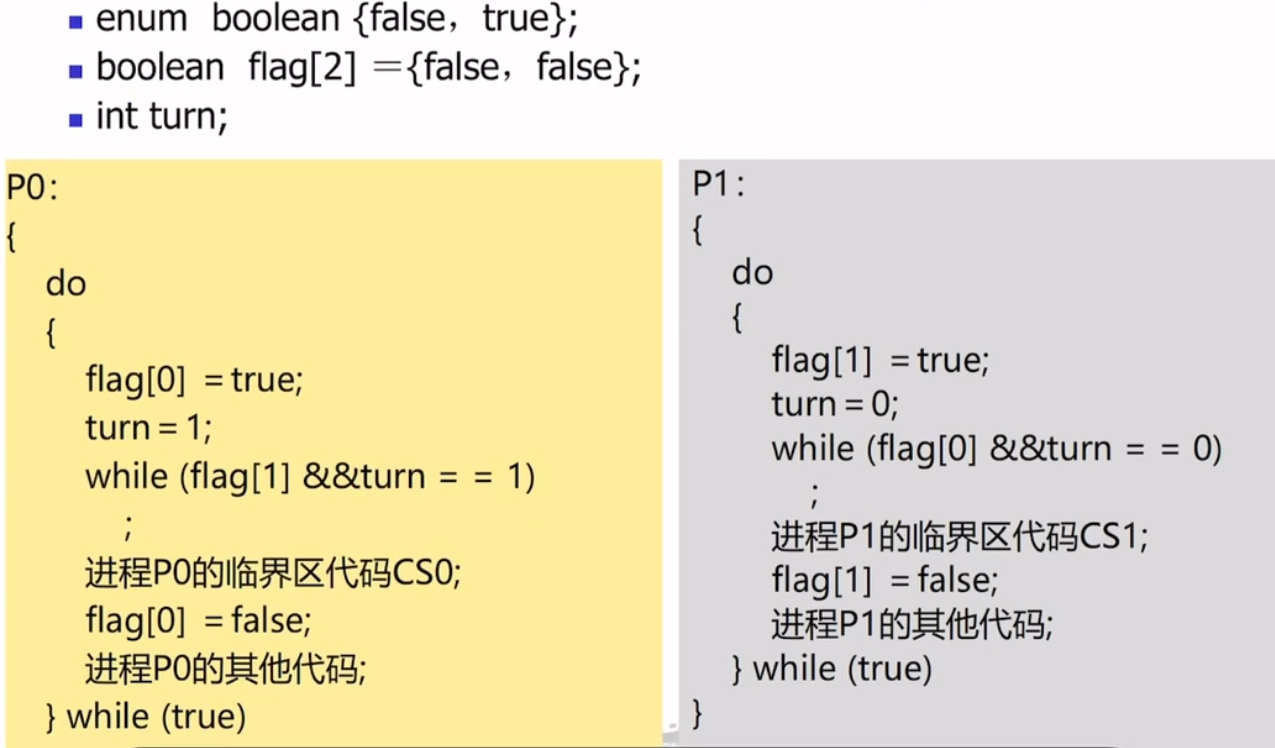 enum boolean {false，true};
boolean flag[2] ={false，false};
int turn;
P0:
{
do
{
flag[0] =true;
turn=1;
while (flag[1] &&turn = = 1)
;
进程P0的临界区代码CS0;
flag[0] =false;
进程P0的其他代码;
} while (true)
P1:
{
do
{
flag[1] =true;
turn=0;
while (flag[0] &&turn = = 0)
;
进程P1的临界区代码CS1;
flag[1] =false;
进程P1的其他代码;
} while (true)
}